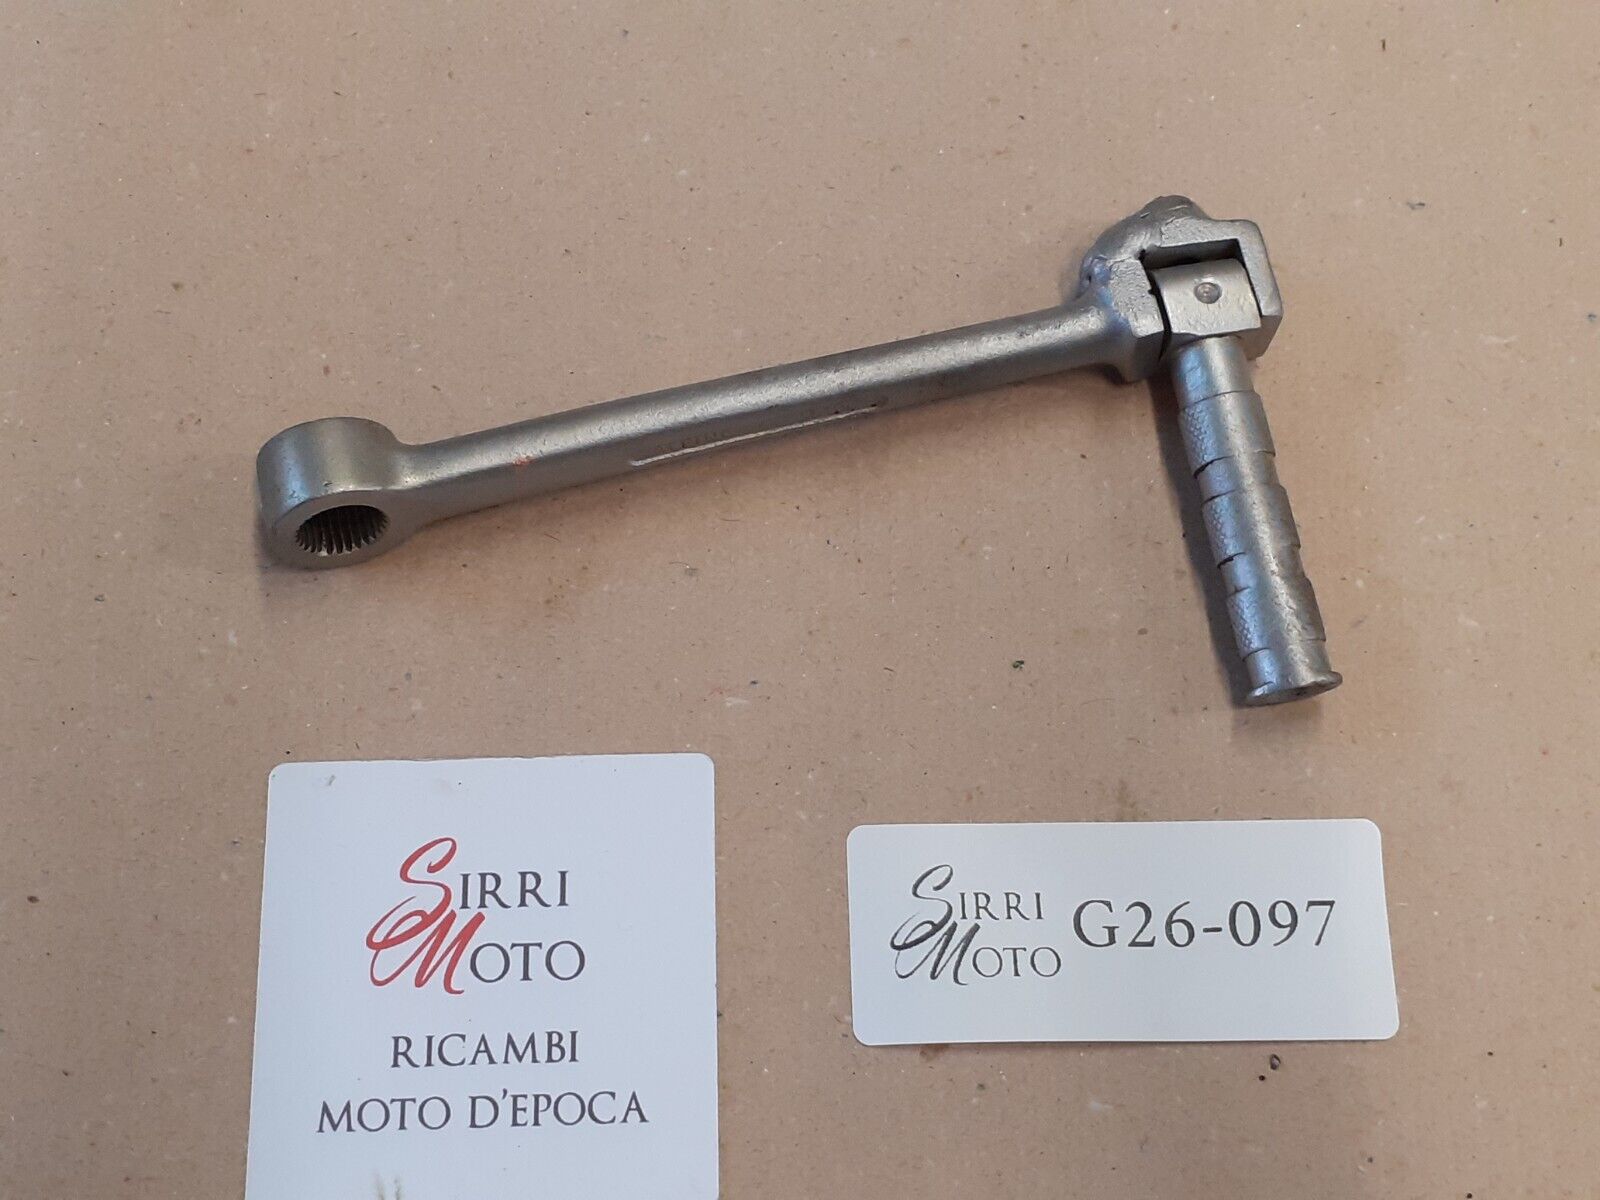 SIRRI
MOTO
RICAMBI
MOTO D'EPOCA
SIRRI
MOTO
G26-097